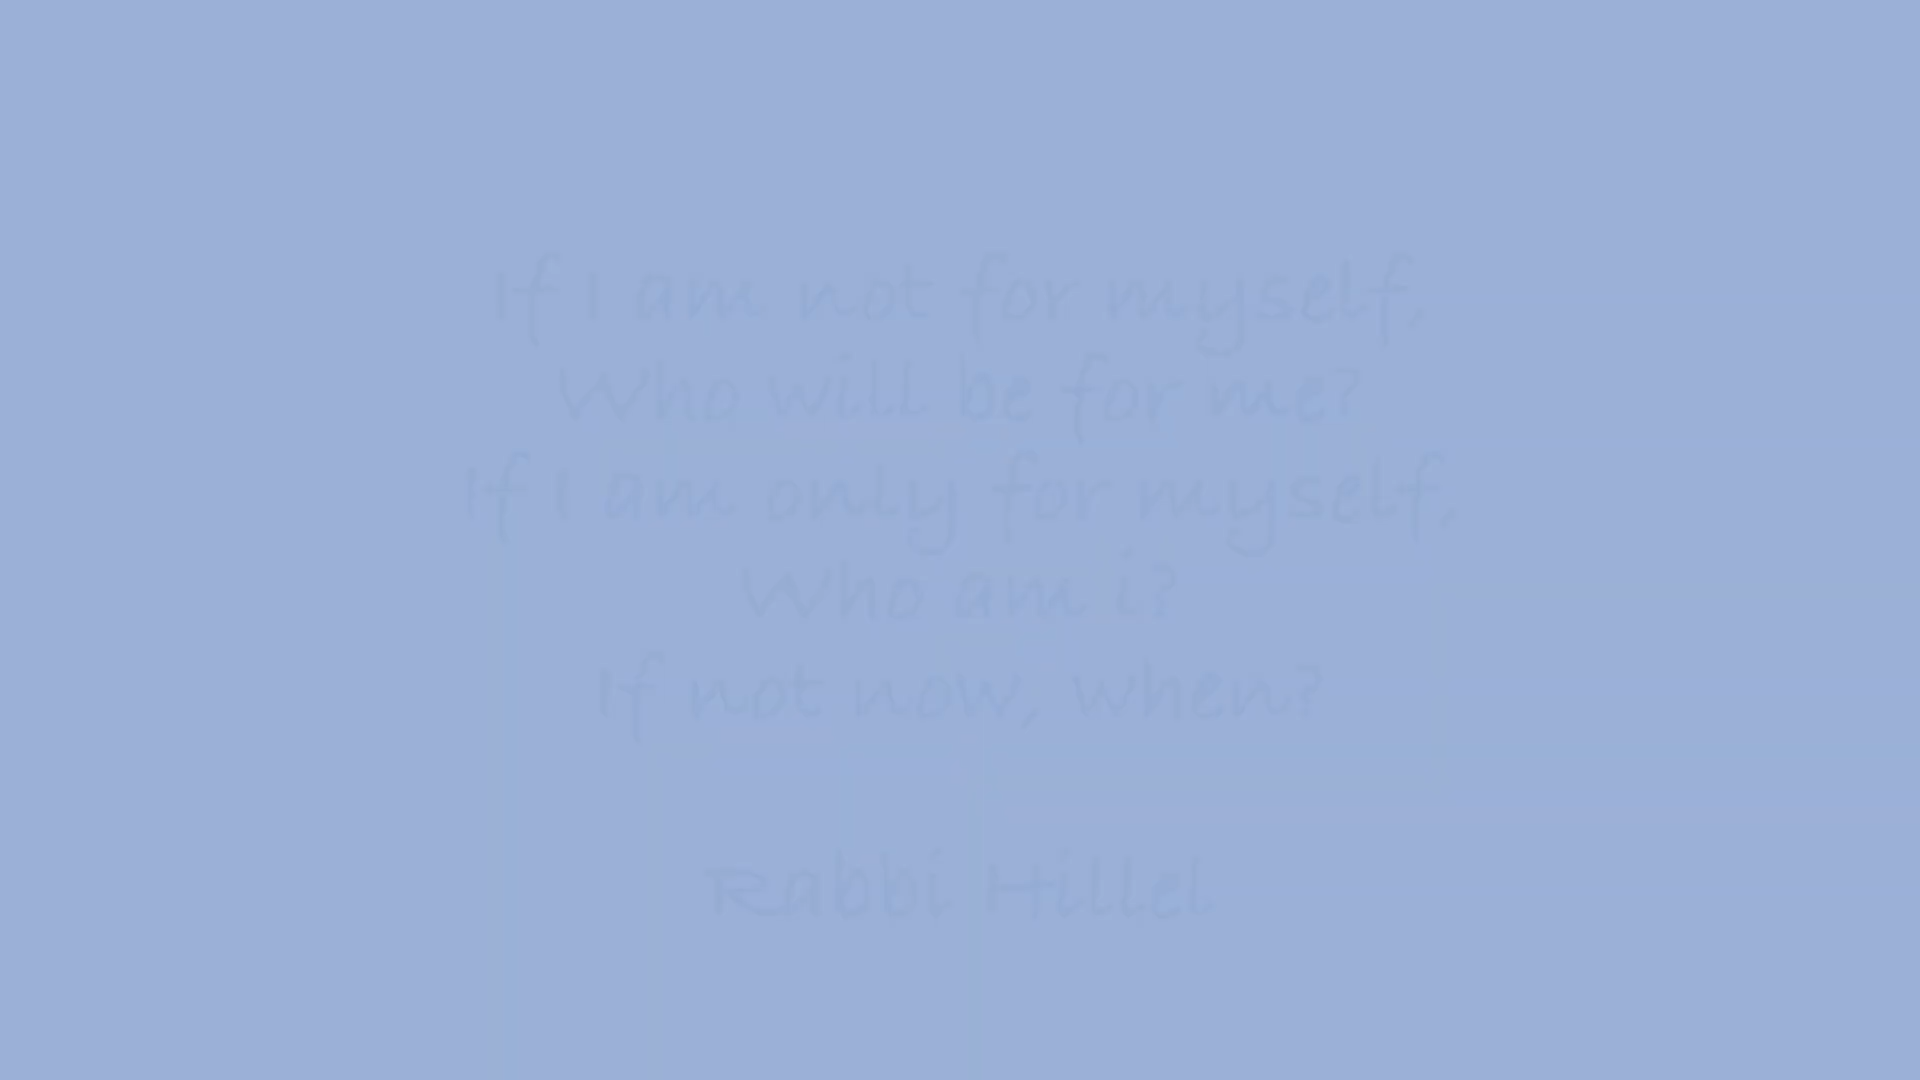 If I am not for myself,
Who will be for me?
If I am only for myself,
Who am i?
If not now, when?
Rabbi Hillel